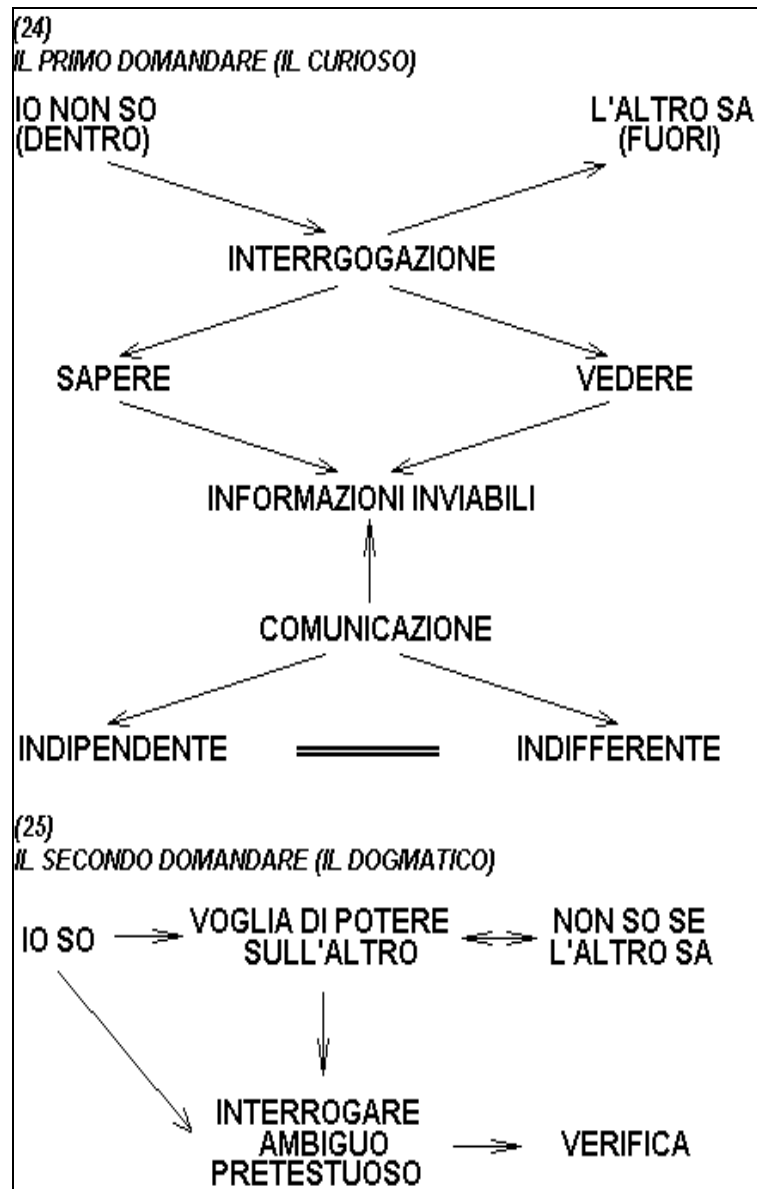 (24)
IL PRIMO DOMANDARE (IL CURIOSO)
IO NON SO
(DENTRO)
L'ALTRO SA
(FUORI)
INTERRGOGAZIONE
SAPERE
VEDERE
INFORMAZIONI INVIABILI
COMUNICAZIONE
INDIPENDENTE
INDIFFERENTE
(25)
IL SECONDO DOMANDARE (IL DOGMATICO)
IO SO
VOGLIA DI POTERE
SULL'ALTRO
NON SO SE
L'ALTRO SA
INTERROGARE
AMBIGUO
PRETESTUOSO
VERIFICA